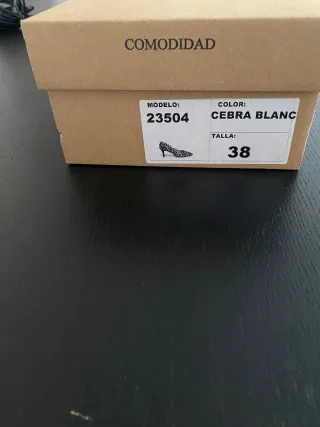 COMODIDAD
MODELO: COLOR:
23504 CEBRA BLANC
TALLA:
38